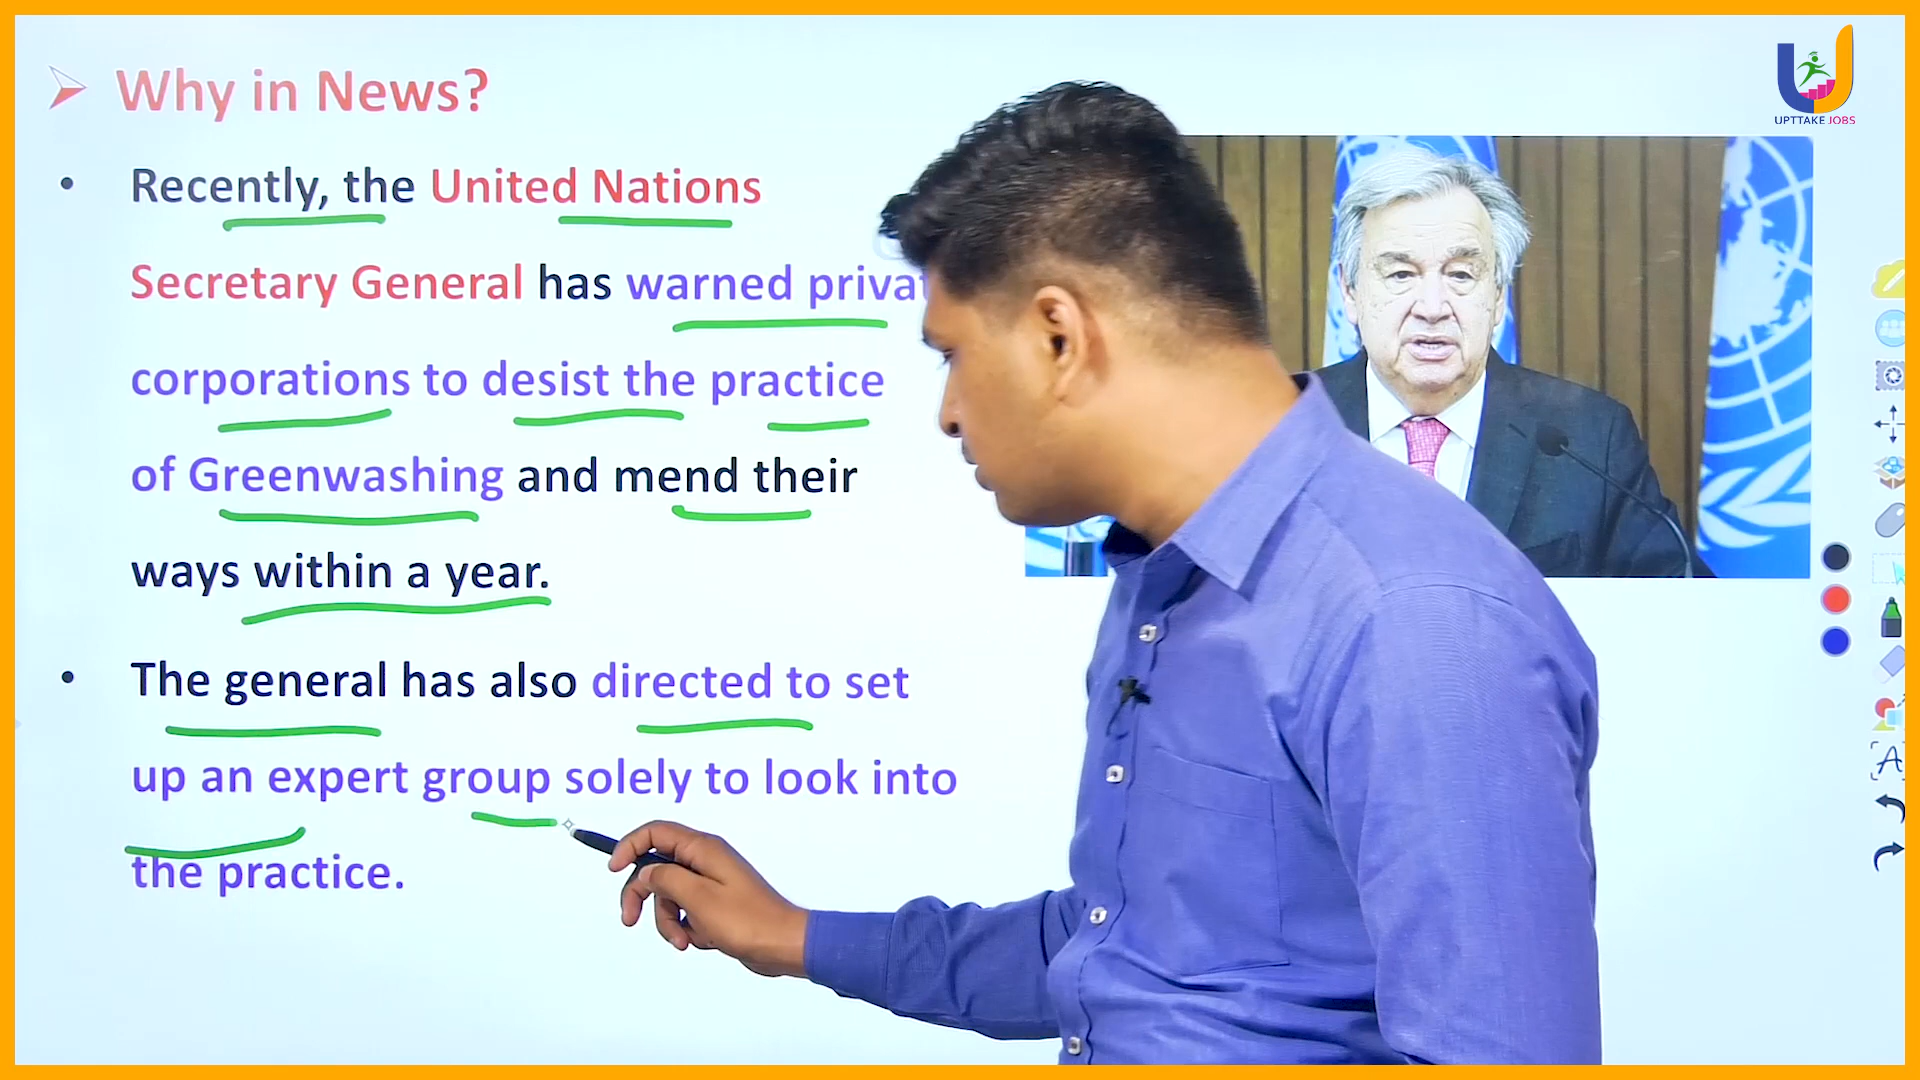 Why in News?
• Recently, the United Nations
Secretary General has warned privat
corporations to desist the practice
of Greenwashing and mend their
ways within a year.
• The general has also directed to set
up an expert group solely to look into
the practice.
UPTTAKE JOBS
A